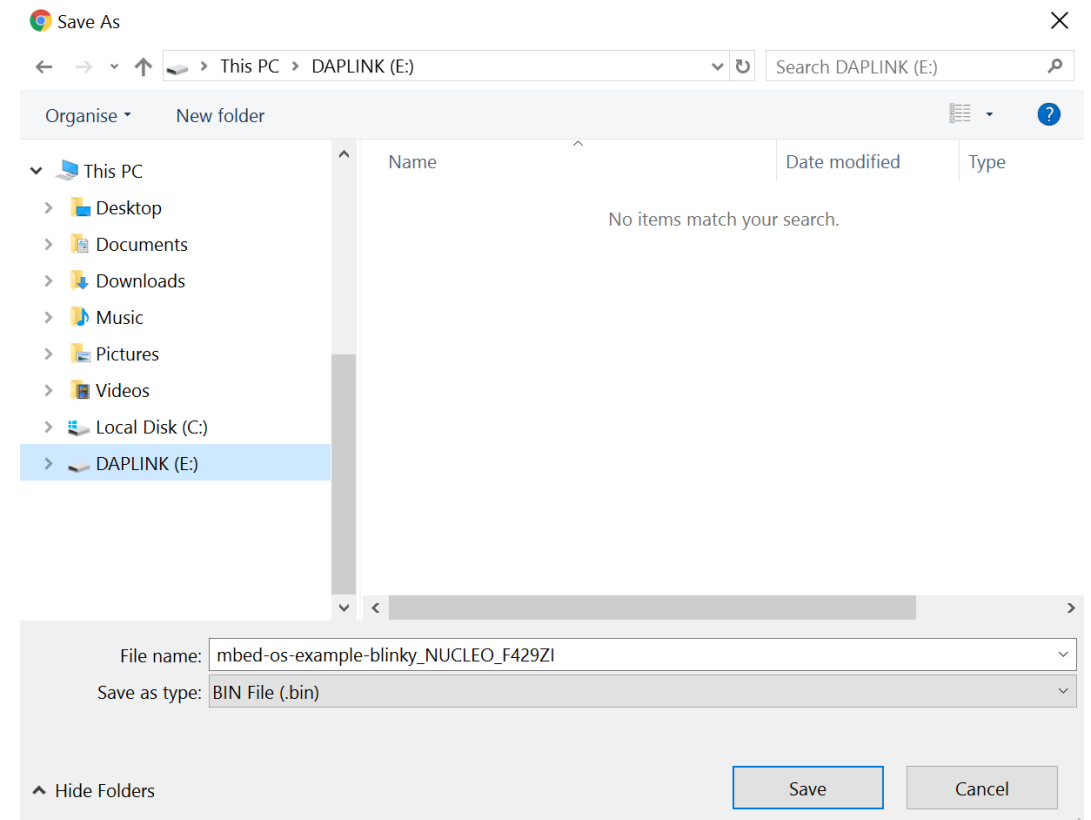 Save As
This PC > DAPLINK (E:)
Search DAPLINK (E:)
Organise
New folder
?
Name
Date modified
Type
No items match your search.
This PC
Desktop
Documents
Downloads
Music
Pictures
Videos
Local Disk (C:)
DAPLINK (E:)
File name: mbed-os-example-blinky_NUCLEO_F429ZI
Save as type: BIN File (.bin)
Hide Folders
Save
Cancel